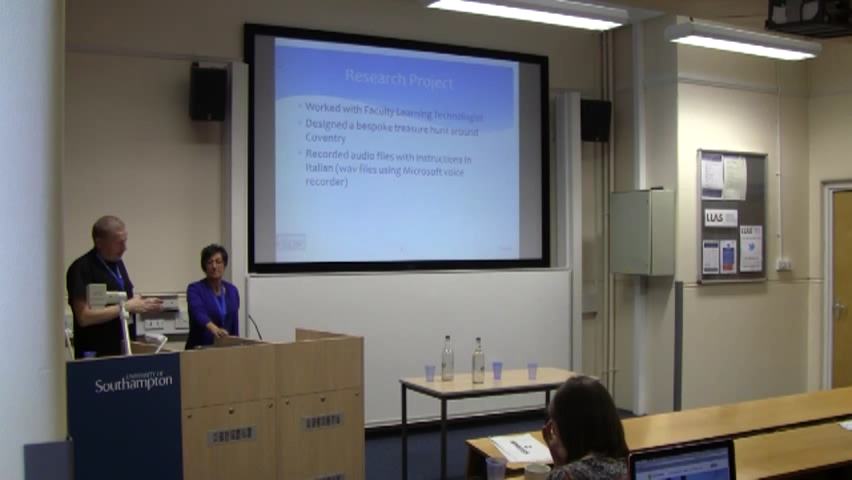 Research Project
Worked with Faculty Learning Technologist
Designed a bespoke treasure hunt around
Coventry
Recorded audio files with instructions in
Italian (wav files using Microsoft voice
recorder)
LLAS
LLAS
UNIVERSITY OF
Southampton